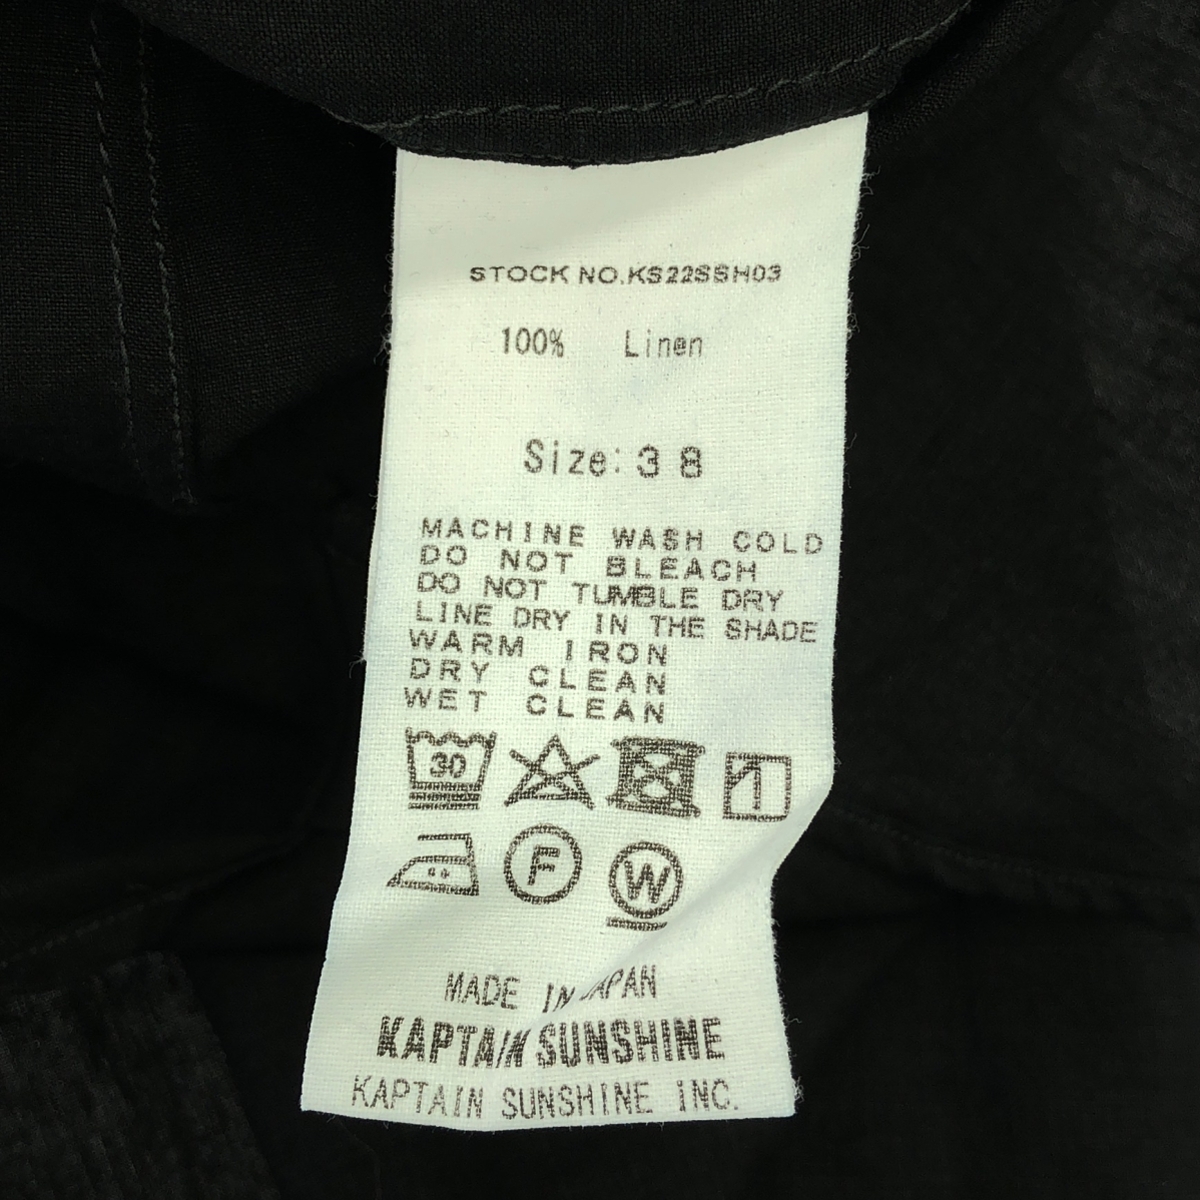 STOCK NO.KS22SSH03
100% Linen
Size:38
MACHINE WASH COLD
DO NOT BLEACH
DO NOT TUMBLE DRY
LINE DRY IN THE SHADE
WARM IRON
DRY CLEAN
WET CLEAN
30
F W
MADE IN JAPAN
KAPTAIN SUNSHINE
KAPTAIN SUNSHINE INC.